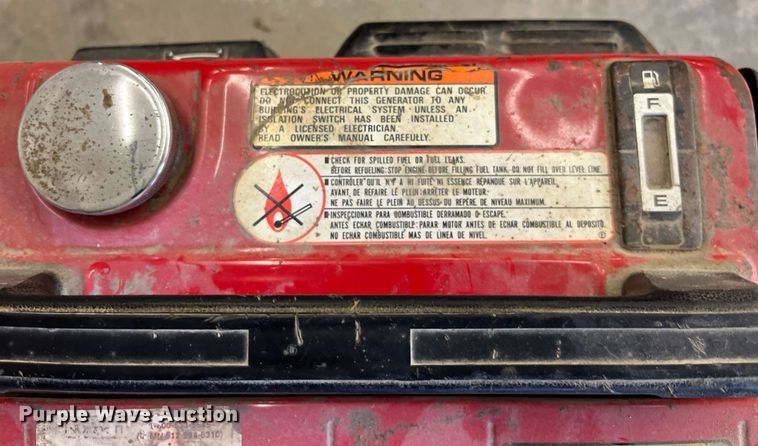 WARNING
ELECTROCUTION OR PROPERTY DAMAGE CAN OCCUR
DO NOT CONNECT THIS GENERATOR TO ANY
BUILDING'S ELECTRICAL SYSTEM UNLESS AN
ISOLATION SWITCH HAS BEEN INSTALLED
BY A LICENSED ELECTRICIAN.
READ OWNER'S MANUAL CAREFULLY.
■ CHECK FOR SPILLED FUEL OR FUEL LEAKS.
BEFORE REFUELING: STOP ENGINE BEFORE FILLING FUEL TANK. DO NOT FILL OVER LEVEL LINE.
■ CONTRÔLER QU'IL N'Y A NI FUITE NI ESSENCE RÉPANDUE SUR L'APPAREIL.
AVANT DE REFAIRE LE PLEIN: ARRÊTER LE MOTEUR:
NE PAS FAIRE LE PLEIN AU DESSUS DU REPÈRE DE NIVEAU MAXIMUM.
■ INSPECCIONAR PARA COMBUSTIBLE DERRAMADO Ó ESCAPE.
ANTES ECHAR COMBUSTIBLE: PARAR MOTOR ANTES DE ECHAR COMBUSTIBLE AL DEPOSITO.
NO ECHAR COMBUSTIBLE MAS DE LINEA DE NIVEL.
F
E
Purple Wave Auction